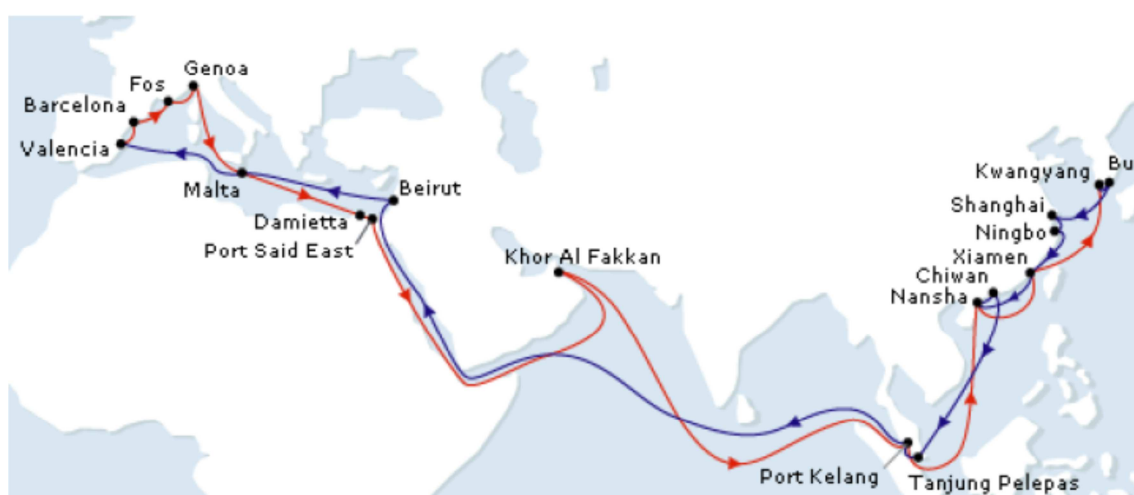 Genoa
Fos
Barcelona
Valencia
Malta
Beirut
Damietta
Port Said East
Khor Al Fakkan
Kwangyang
Bu
Shanghai
Ningbo
Xiamen
Chiwan
Nansha
Port Kelang
Tanjung Pelepas